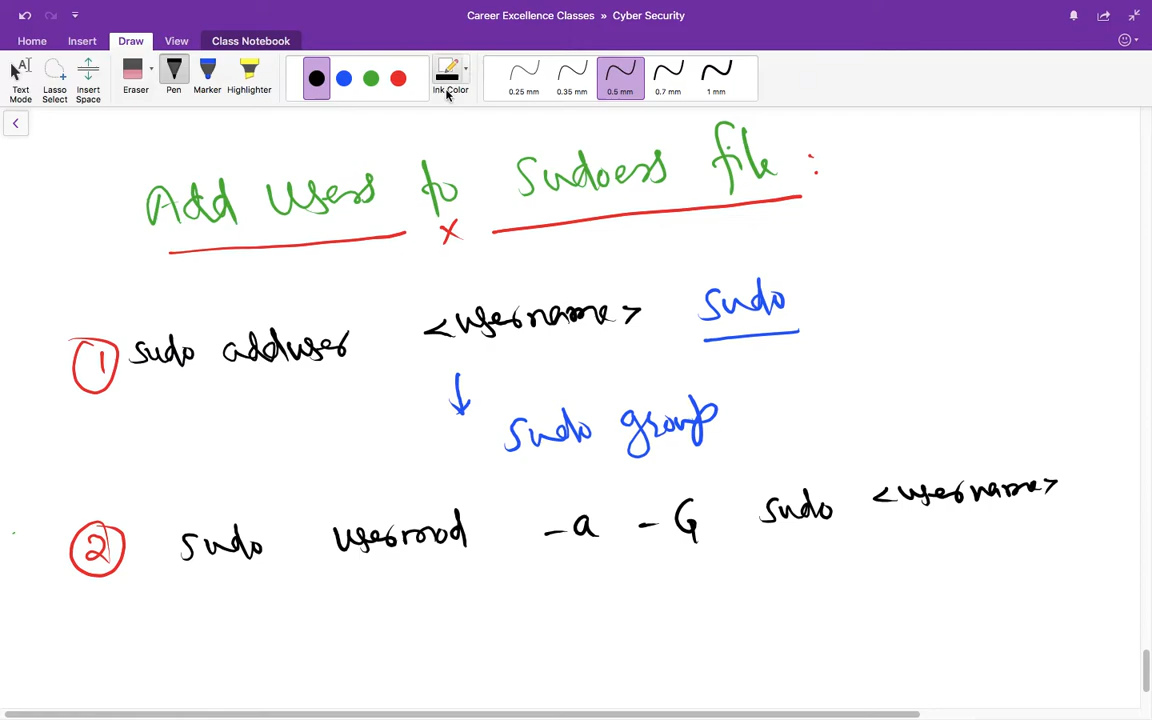 Career Excellence Classes » Cyber Security
Home Insert Draw View Class Notebook
Text Mode
Lasso Select
Insert Space
Eraser
Pen
Marker
Highlighter
Ink Color
0.25 mm 0.35 mm 0.5 mm 0.7 mm 1 mm
Add Users to Sudoers file :
x
① sudo adduser <username> sudo
↓ sudo group
② sudo usermod -a -G sudo <username>